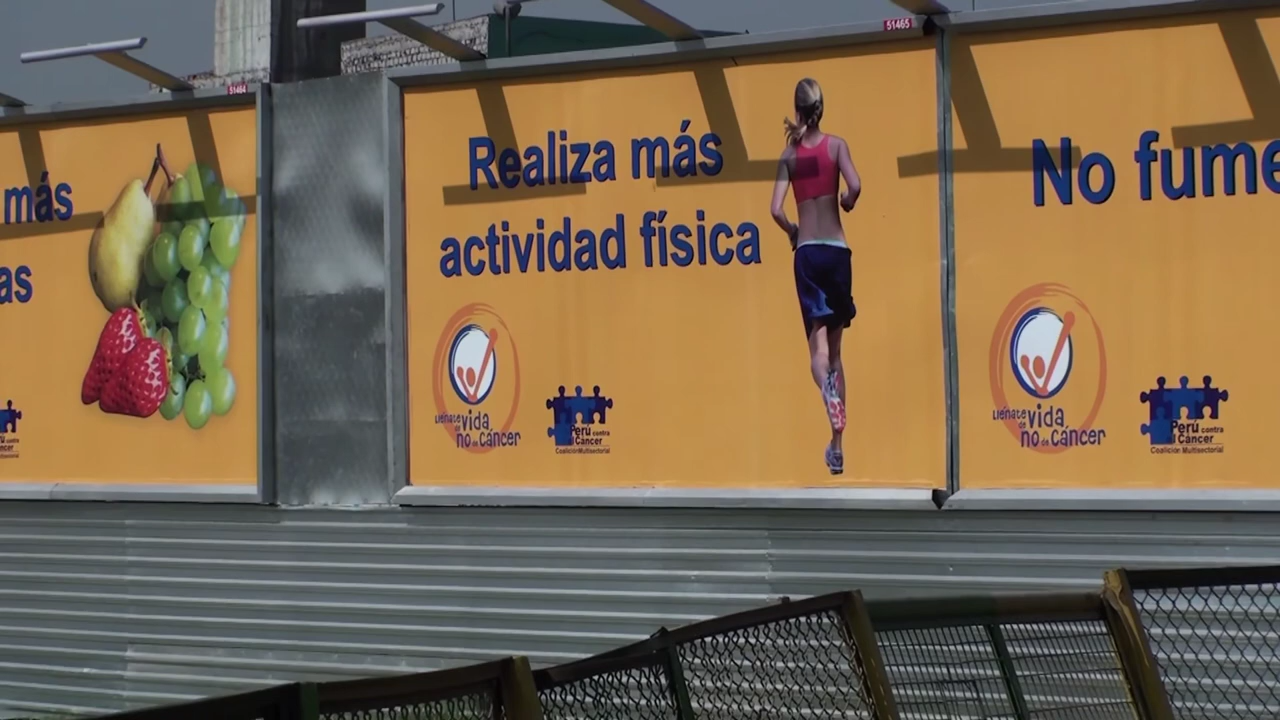 51464
más
as
51465
Realiza más
actividad física
Llénate de vida
no de Cáncer
Perú contra
el Cáncer
Coalición Multisectorial
No fume
Llénate de vida
no de Cáncer
Perú contra
el Cáncer
Coalición Multisectorial